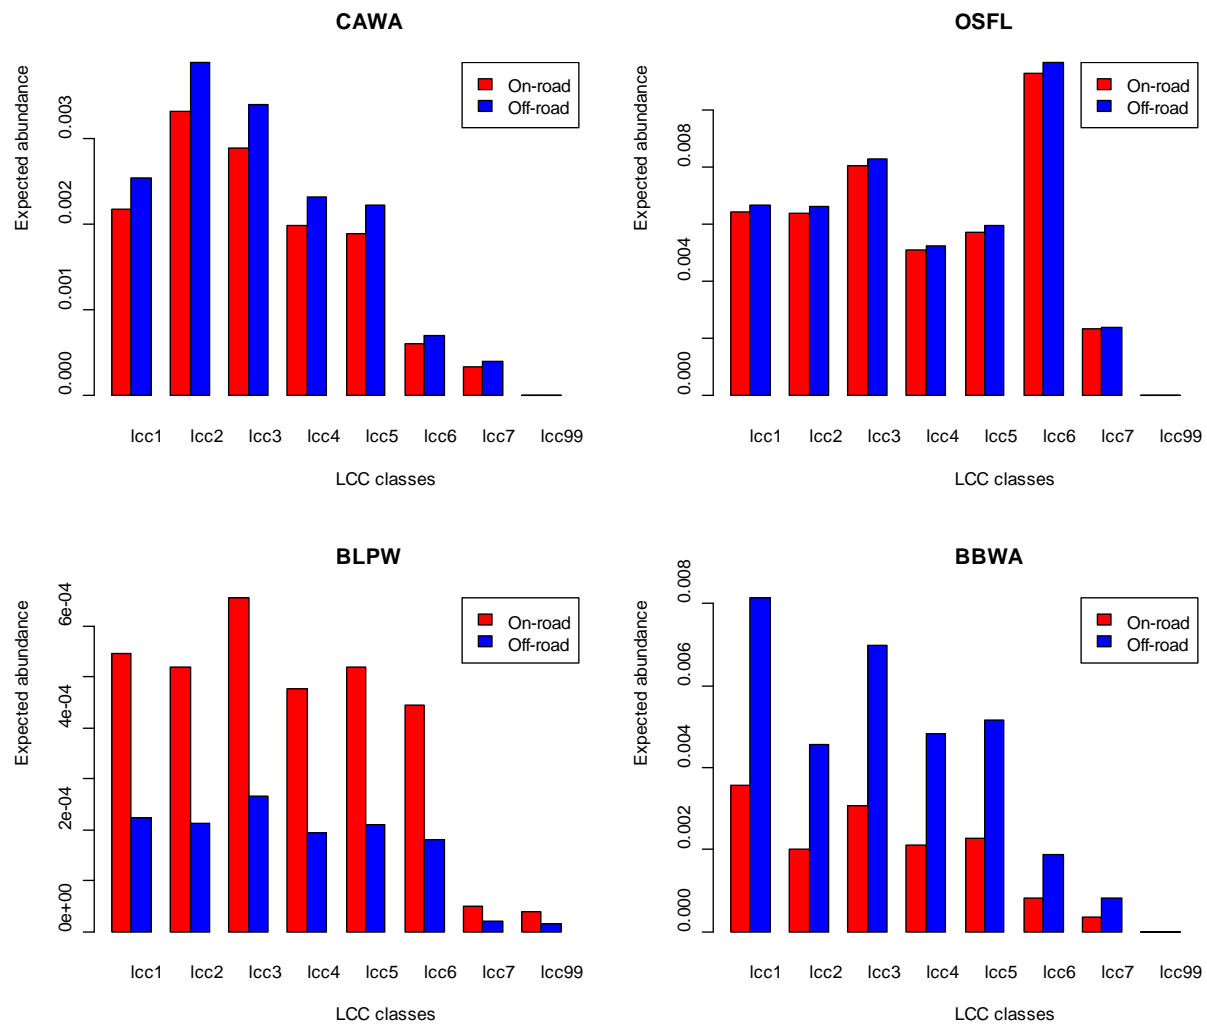 CAWA
Expected abundance
0.003
0.002
0.001
0.000
On-road
Off-road
lcc1 lcc2 lcc3 lcc4 lcc5 lcc6 lcc7 lcc99
LCC classes
OSFL
Expected abundance
0.008
0.004
0.000
On-road
Off-road
lcc1 lcc2 lcc3 lcc4 lcc5 lcc6 lcc7 lcc99
LCC classes
BLPW
Expected abundance
6e-04
4e-04
2e-04
0e+00
On-road
Off-road
lcc1 lcc2 lcc3 lcc4 lcc5 lcc6 lcc7 lcc99
LCC classes
BBWA
Expected abundance
0.008
0.006
0.004
0.002
0.000
On-road
Off-road
lcc1 lcc2 lcc3 lcc4 lcc5 lcc6 lcc7 lcc99
LCC classes